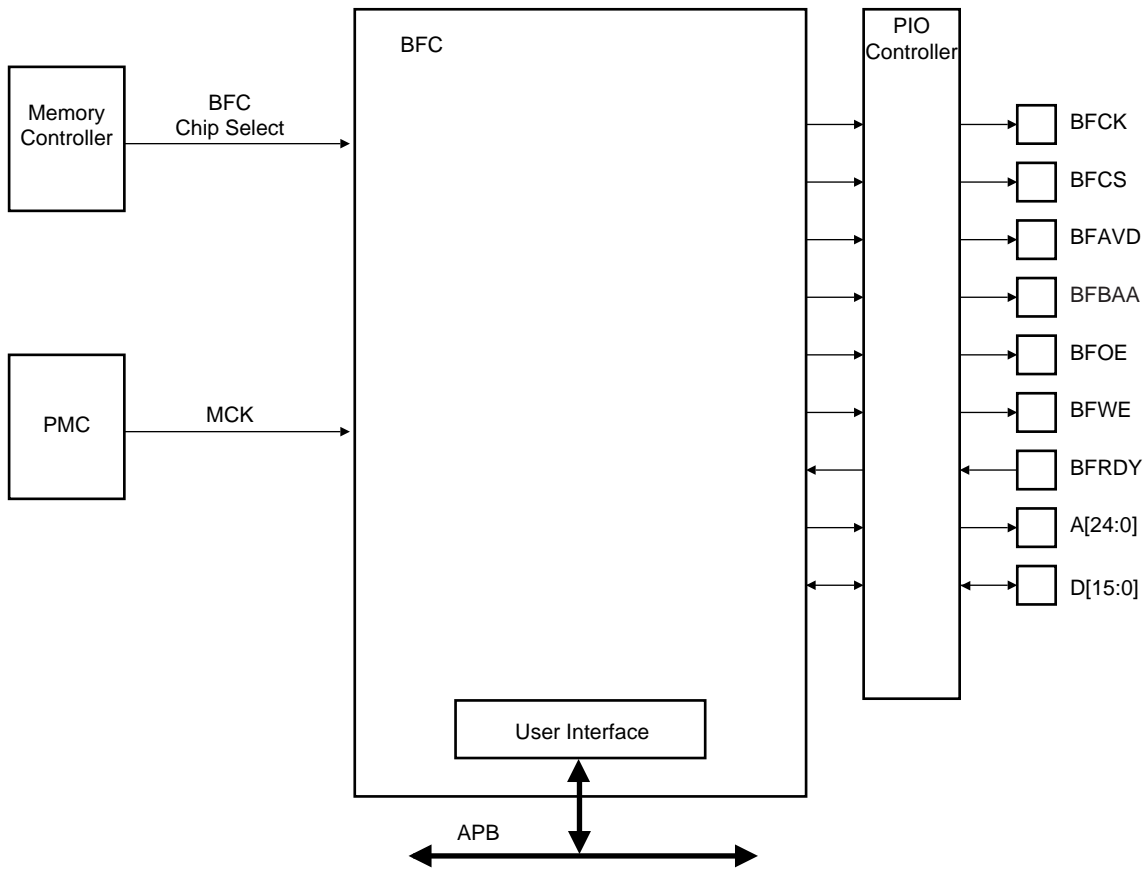 BFC
PIO
Controller
Memory
Controller
BFC
Chip Select
PMC
MCK
BFCK
BFCS
BFAVD
BFBAA
BFOE
BFWE
BFRDY
A[24:0]
D[15:0]
User Interface
APB